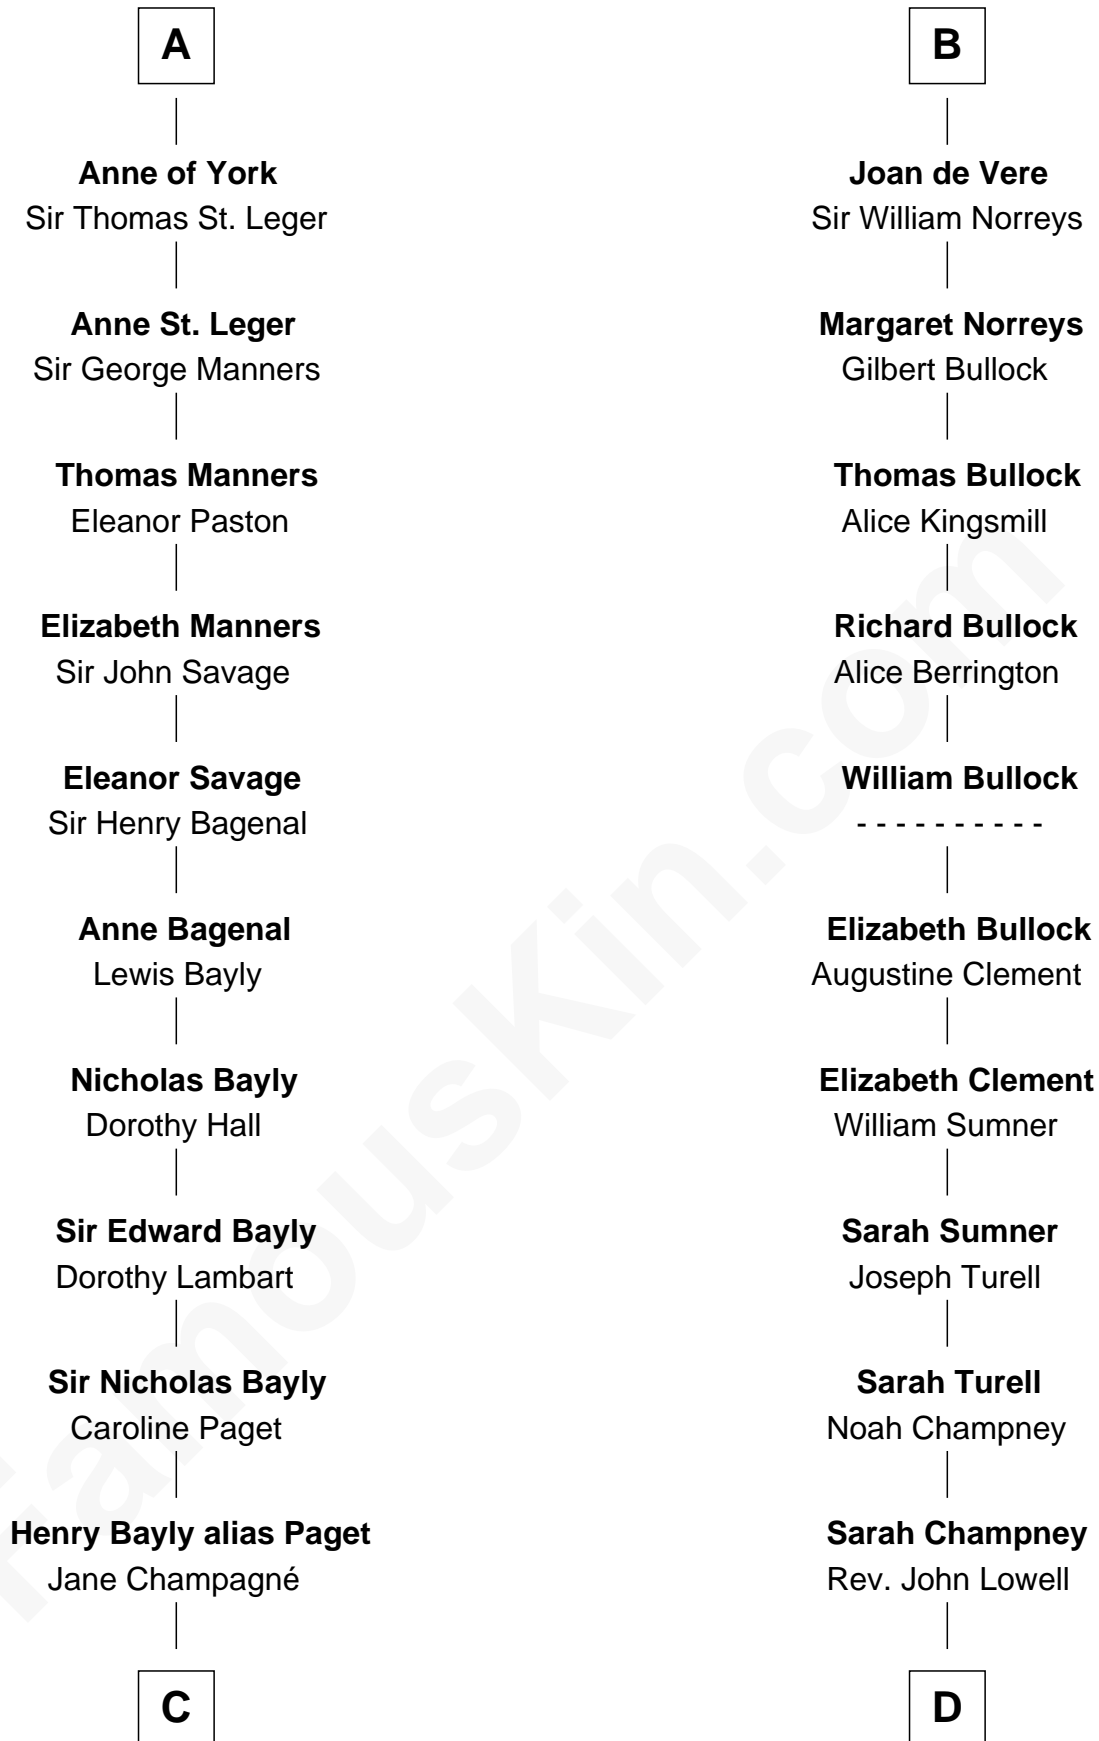 A
Anne of York
Sir Thomas St. Leger
Anne St. Leger
Sir George Manners
Thomas Manners
Eleanor Paston
Elizabeth Manners
Sir John Savage
Eleanor Savage
Sir Henry Bagenal
Anne Bagenal
Lewis Bayly
Nicholas Bayly
Dorothy Hall
Sir Edward Bayly
Dorothy Lambart
Sir Nicholas Bayly
Caroline Paget
Henry Bayly alias Paget
Jane Champagné
C
B
Joan de Vere
Sir William Norreys
Margaret Norreys
Gilbert Bullock
Thomas Bullock
Alice Kingsmill
Richard Bullock
Alice Berrington
William Bullock
- - - - - - - - - -
Elizabeth Bullock
Augustine Clement
Elizabeth Clement
William Sumner
Sarah Sumner
Joseph Turell
Sarah Turell
Noah Champney
Sarah Champney
Rev. John Lowell
D
famouskin.com